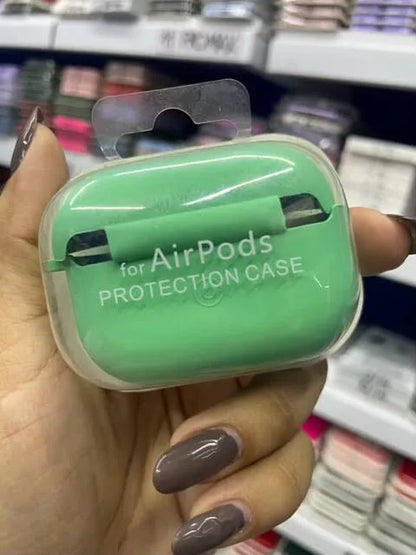 for AirPods
PROTECTION CASE